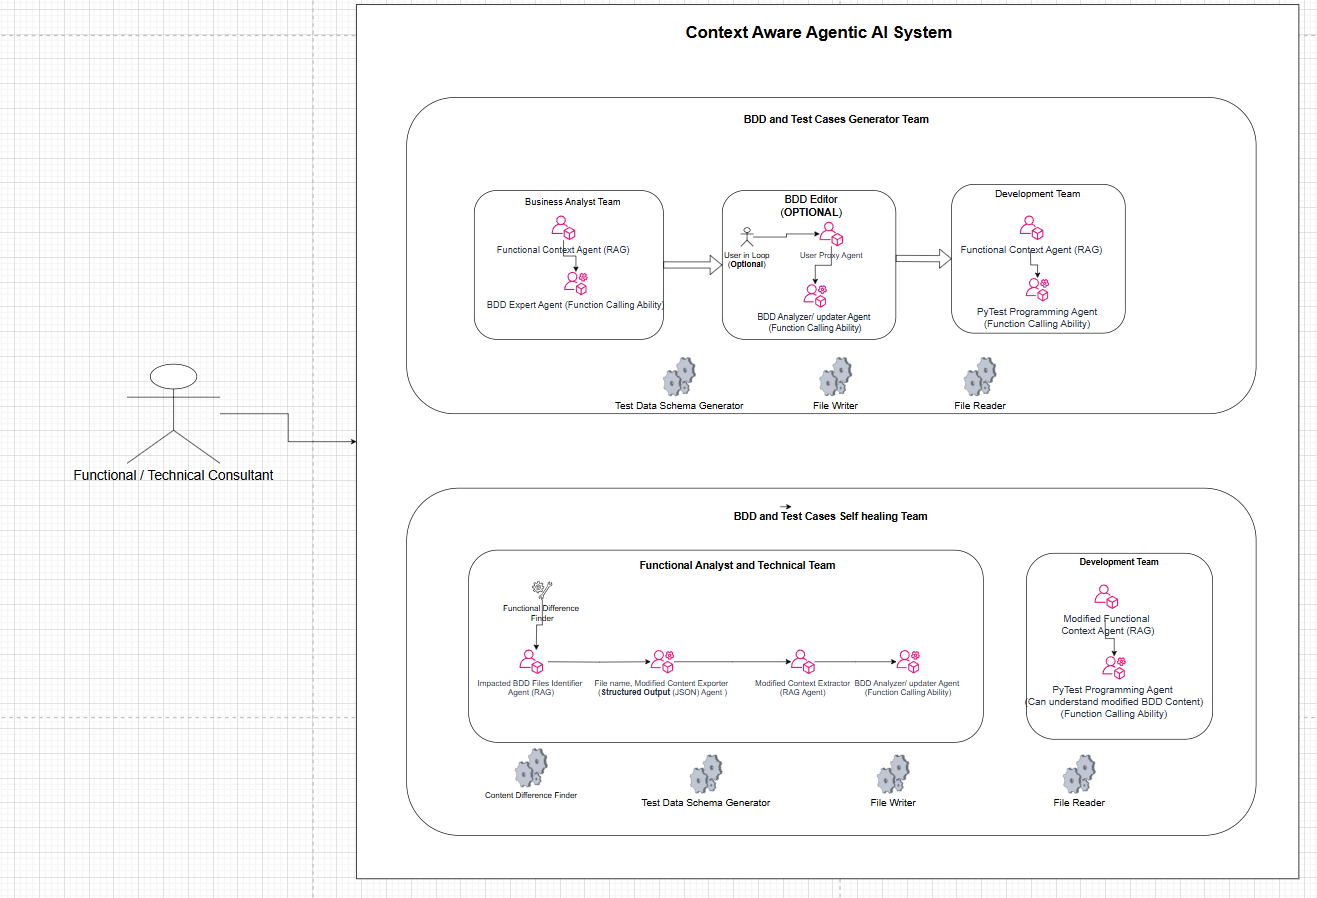 Context Aware Agentic AI System
BDD and Test Cases Generator Team
Business Analyst Team
Functional Context Agent (RAG)
BDD Expert Agent (Function Calling Ability)
BDD Editor
(OPTIONAL)
User in Loop
(Optional)
User Proxy Agent
BDD Analyzer/ updater Agent
(Function Calling Ability)
Development Team
Functional Context Agent (RAG)
PyTest Programming Agent
(Function Calling Ability)
Test Data Schema Generator
File Writer
File Reader
Functional / Technical Consultant
BDD and Test Cases Self healing Team
Functional Analyst and Technical Team
Functional Difference
Finder
Impacted BDD Files Identifier
Agent (RAG)
File name, Modified Content Exporter
(Structured Output (JSON) Agent )
Modified Context Extractor
(RAG Agent)
BDD Analyzer/ updater Agent
(Function Calling Ability)
Development Team
Modified Functional
Context Agent (RAG)
PyTest Programming Agent
(Can understand modified BDD Content)
(Function Calling Ability)
Content Difference Finder
Test Data Schema Generator
File Writer
File Reader